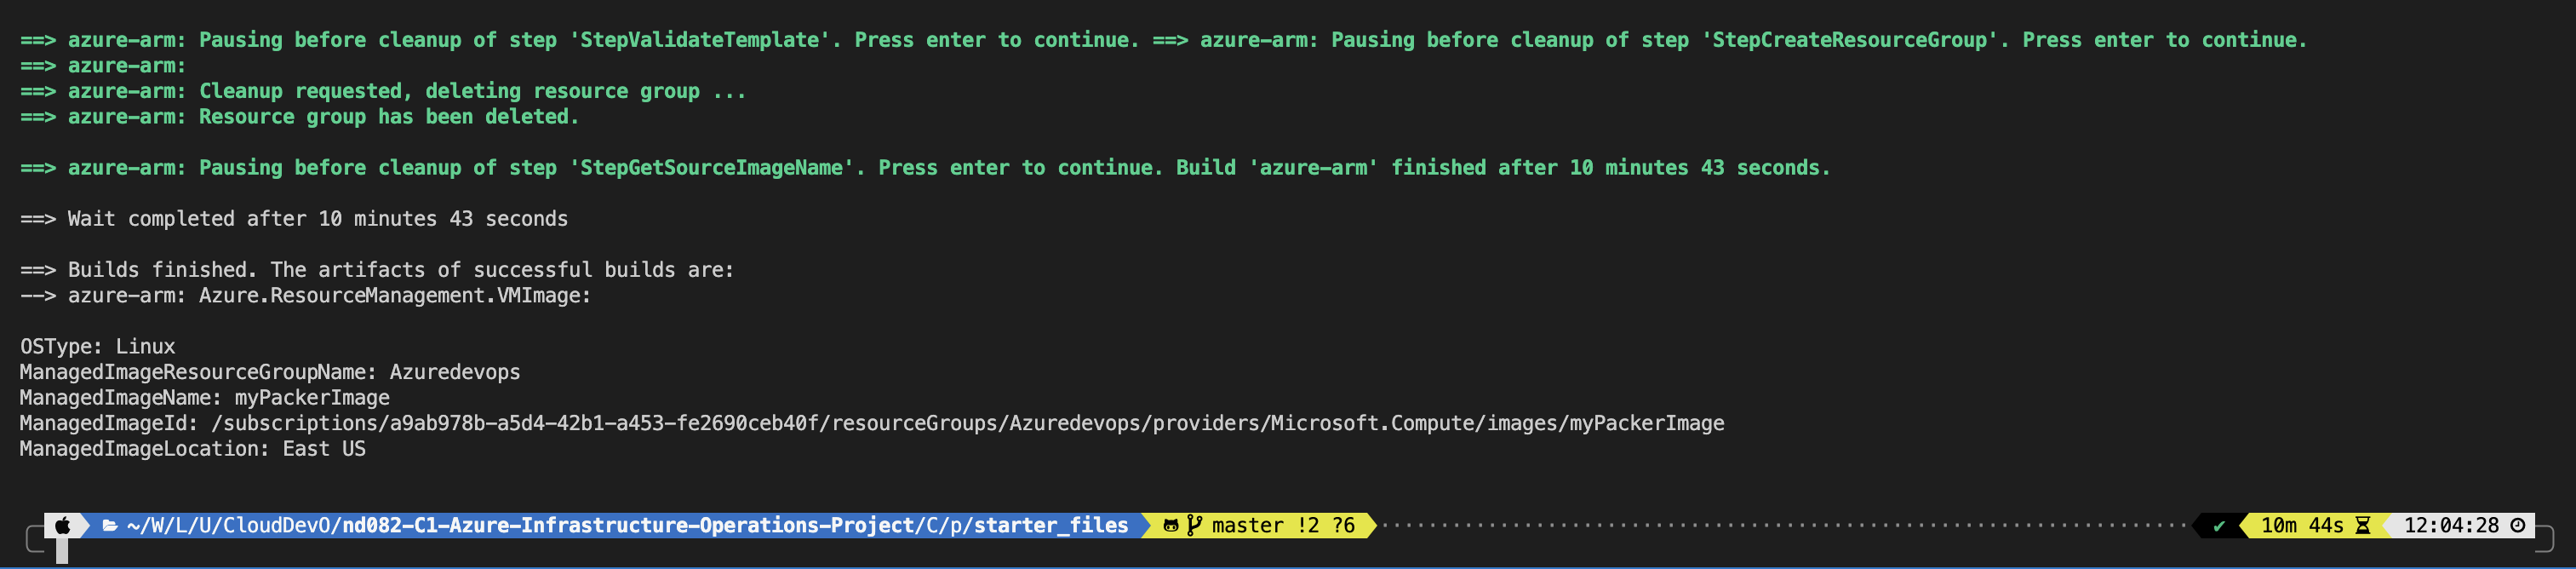 ==> azure-arm: Pausing before cleanup of step 'StepValidateTemplate'. Press enter to continue. ==> azure-arm: Pausing before cleanup of step 'StepCreateResourceGroup'. Press enter to continue.
==> azure-arm:
==> azure-arm: Cleanup requested, deleting resource group ...
==> azure-arm: Resource group has been deleted.
==> azure-arm: Pausing before cleanup of step 'StepGetSourceImageName'. Press enter to continue. Build 'azure-arm' finished after 10 minutes 43 seconds.
==> Wait completed after 10 minutes 43 seconds
==> Builds finished. The artifacts of successful builds are:
--> azure-arm: Azure.ResourceManagement.VMImage:
OSType: Linux
ManagedImageResourceGroupName: Azuredevops
ManagedImageName: myPackerImage
ManagedImageId: /subscriptions/a9ab978b-a5d4-42b1-a453-fe2690ceb40f/resourceGroups/Azuredevops/providers/Microsoft.Compute/images/myPackerImage
ManagedImageLocation: East US
~/W/L/U/CloudDevO/nd082-C1-Azure-Infrastructure-Operations-Project/C/p/starter_files master !2 ?6 ✔ 10m 44s 12:04:28